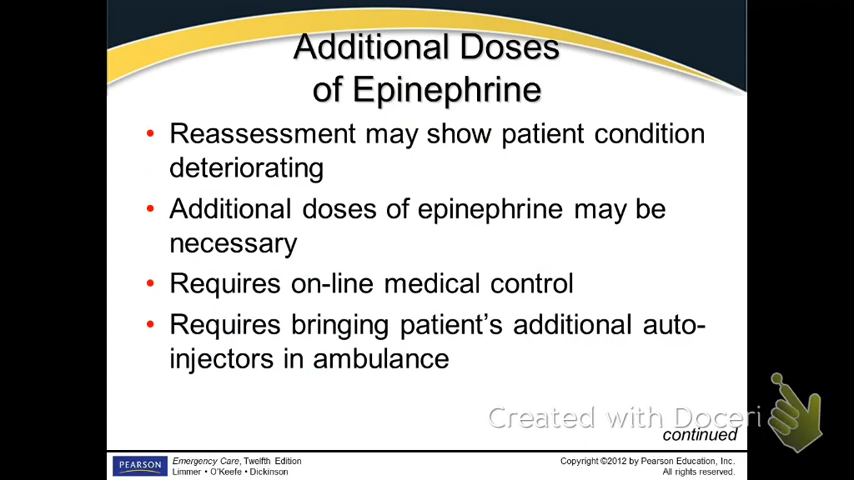 Additional Doses
of Epinephrine
• Reassessment may show patient condition
deteriorating
• Additional doses of epinephrine may be
necessary
• Requires on-line medical control
• Requires bringing patient's additional auto-
injectors in ambulance
Created with Doceri
continued
PEARSON
Emergency Care, Twelfth Edition
Limmer • O'Keefe • Dickinson
Copyright ©2012 by Pearson Education, Inc.
All rights reserved.